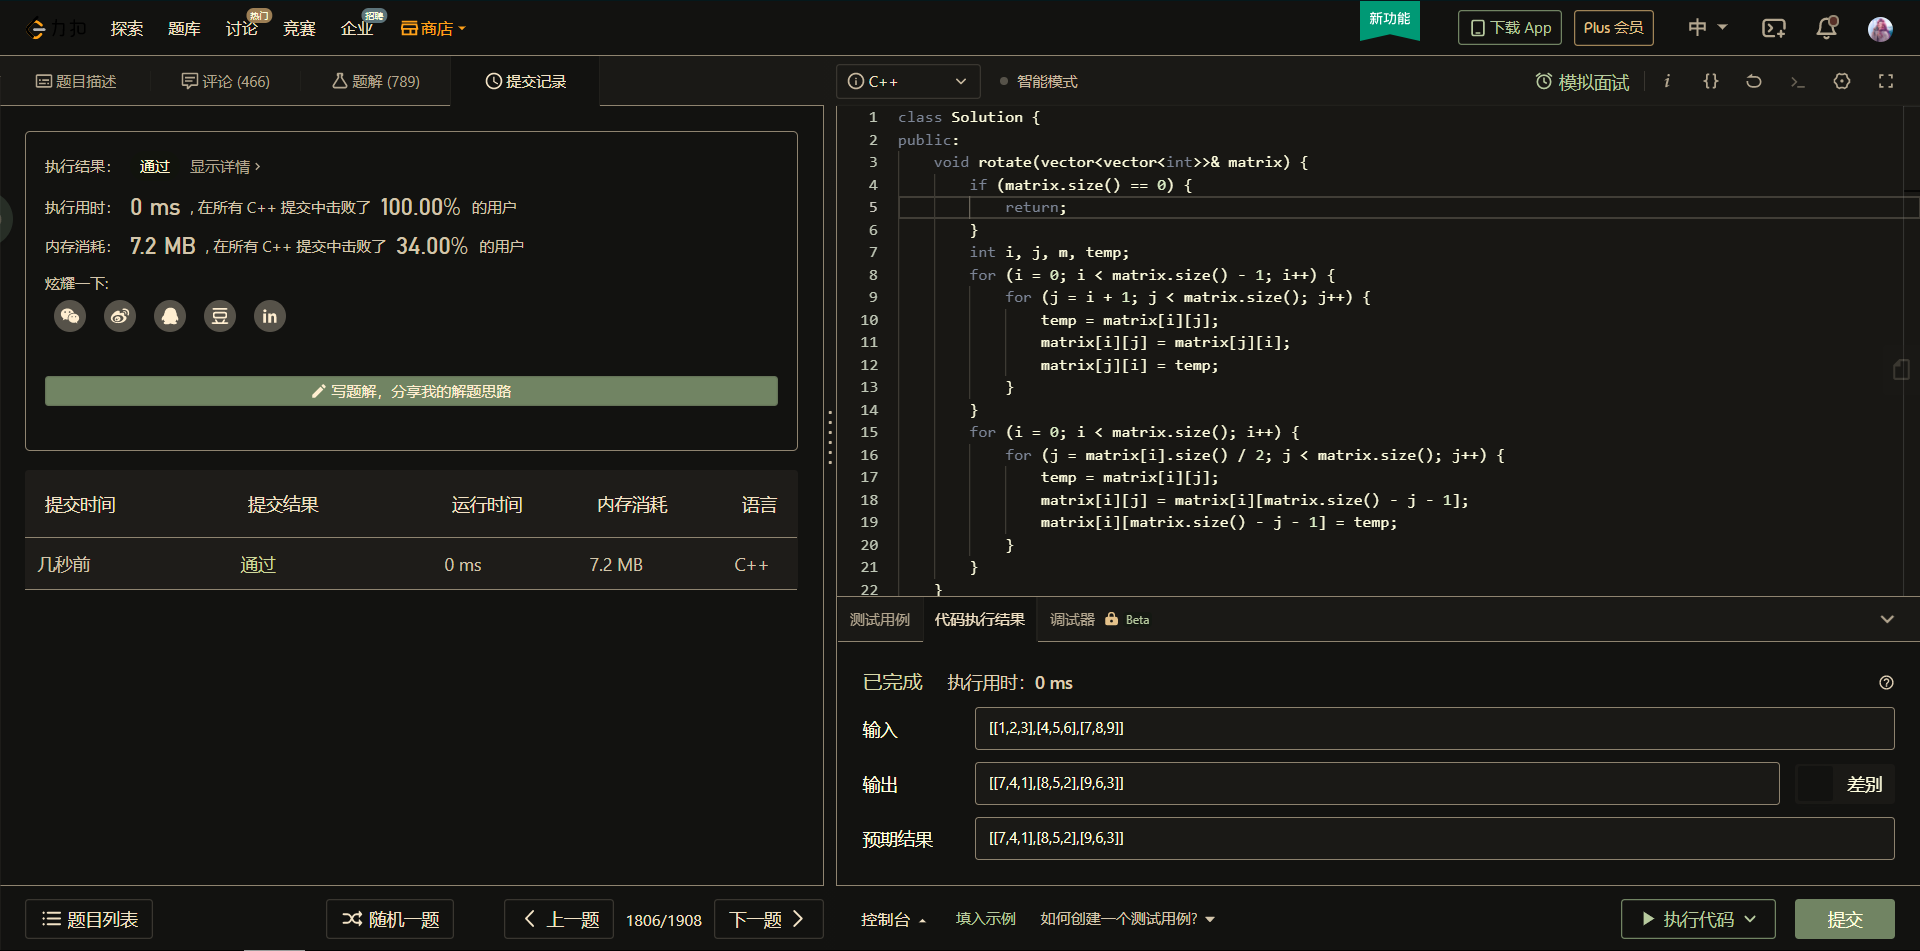 力扣 探索 题库 讨论 热门 竞赛 企业 招聘 商店 新功能 下载 App Plus 会员 中
题目描述 评论 (466) 题解 (789) 提交记录
执行结果： 通过 显示详情 >
执行用时： 0 ms , 在所有 C++ 提交中击败了 100.00% 的用户
内存消耗： 7.2 MB , 在所有 C++ 提交中击败了 34.00% 的用户
炫耀一下:
豆 in
写题解，分享我的解题思路
提交时间 提交结果 运行时间 内存消耗 语言
几秒前 通过 0 ms 7.2 MB C++
C++ 智能模式 模拟面试 i {} >_
1 class Solution {
2 public:
3 void rotate(vector<vector<int>>& matrix) {
4 if (matrix.size() == 0) {
5 return;
6 }
7 int i, j, m, temp;
8 for (i = 0; i < matrix.size() - 1; i++) {
9 for (j = i + 1; j < matrix.size(); j++) {
10 temp = matrix[i][j];
11 matrix[i][j] = matrix[j][i];
12 matrix[j][i] = temp;
13 }
14 }
15 for (i = 0; i < matrix.size(); i++) {
16 for (j = matrix[i].size() / 2; j < matrix.size(); j++) {
17 temp = matrix[i][j];
18 matrix[i][j] = matrix[i][matrix.size() - j - 1];
19 matrix[i][matrix.size() - j - 1] = temp;
20 }
21 }
22 }
测试用例 代码执行结果 调试器 Beta
已完成 执行用时：0 ms
输入 [[1,2,3],[4,5,6],[7,8,9]]
输出 [[7,4,1],[8,5,2],[9,6,3]] 差别
预期结果 [[7,4,1],[8,5,2],[9,6,3]]
题目列表 随机一题 上一题 1806/1908 下一题 控制台 填入示例 如何创建一个测试用例? 执行代码 提交